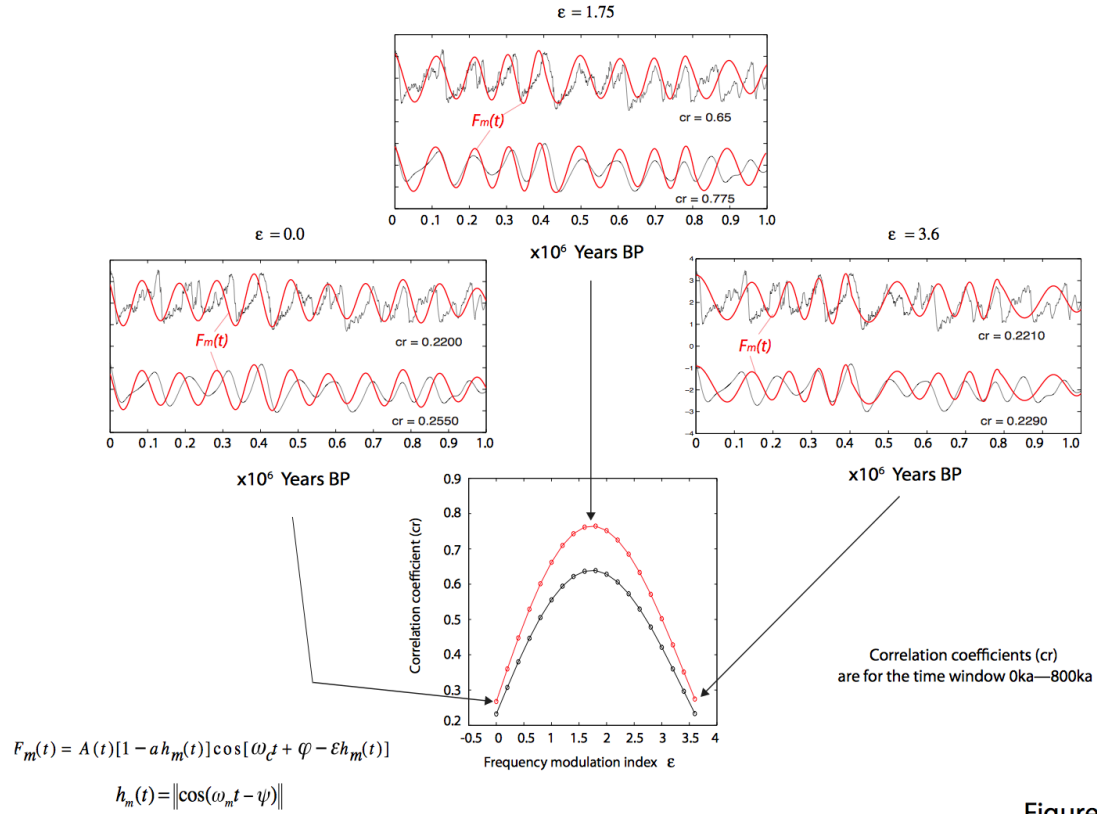 ε = 1.75
Fm(t)
cr = 0.65
cr = 0.775
0 0.1 0.2 0.3 0.4 0.5 0.6 0.7 0.8 0.9 1.0
x10⁶ Years BP
ε = 0.0
Fm(t)
cr = 0.2200
cr = 0.2550
0 0.1 0.2 0.3 0.4 0.5 0.6 0.7 0.8 0.9 1.0
x10⁶ Years BP
ε = 3.6
4
3
2
1
0
-1
-2
-3
-4
Fm(t)
cr = 0.2210
cr = 0.2290
0 0.1 0.2 0.3 0.4 0.5 0.6 0.7 0.8 0.9 1.0
x10⁶ Years BP
Correlation coefficient (cr)
0.9
0.8
0.7
0.6
0.5
0.4
0.3
0.2
-0.5 0 0.5 1 1.5 2 2.5 3 3.5 4
Frequency modulation index ε
Correlation coefficients (cr)
are for the time window 0ka—800ka
Fm(t) = A(t)[1 − a hm(t)] cos[ωct + φ − εhm(t)]
hm(t) = ‖cos(ωmt − ψ)‖
Figure